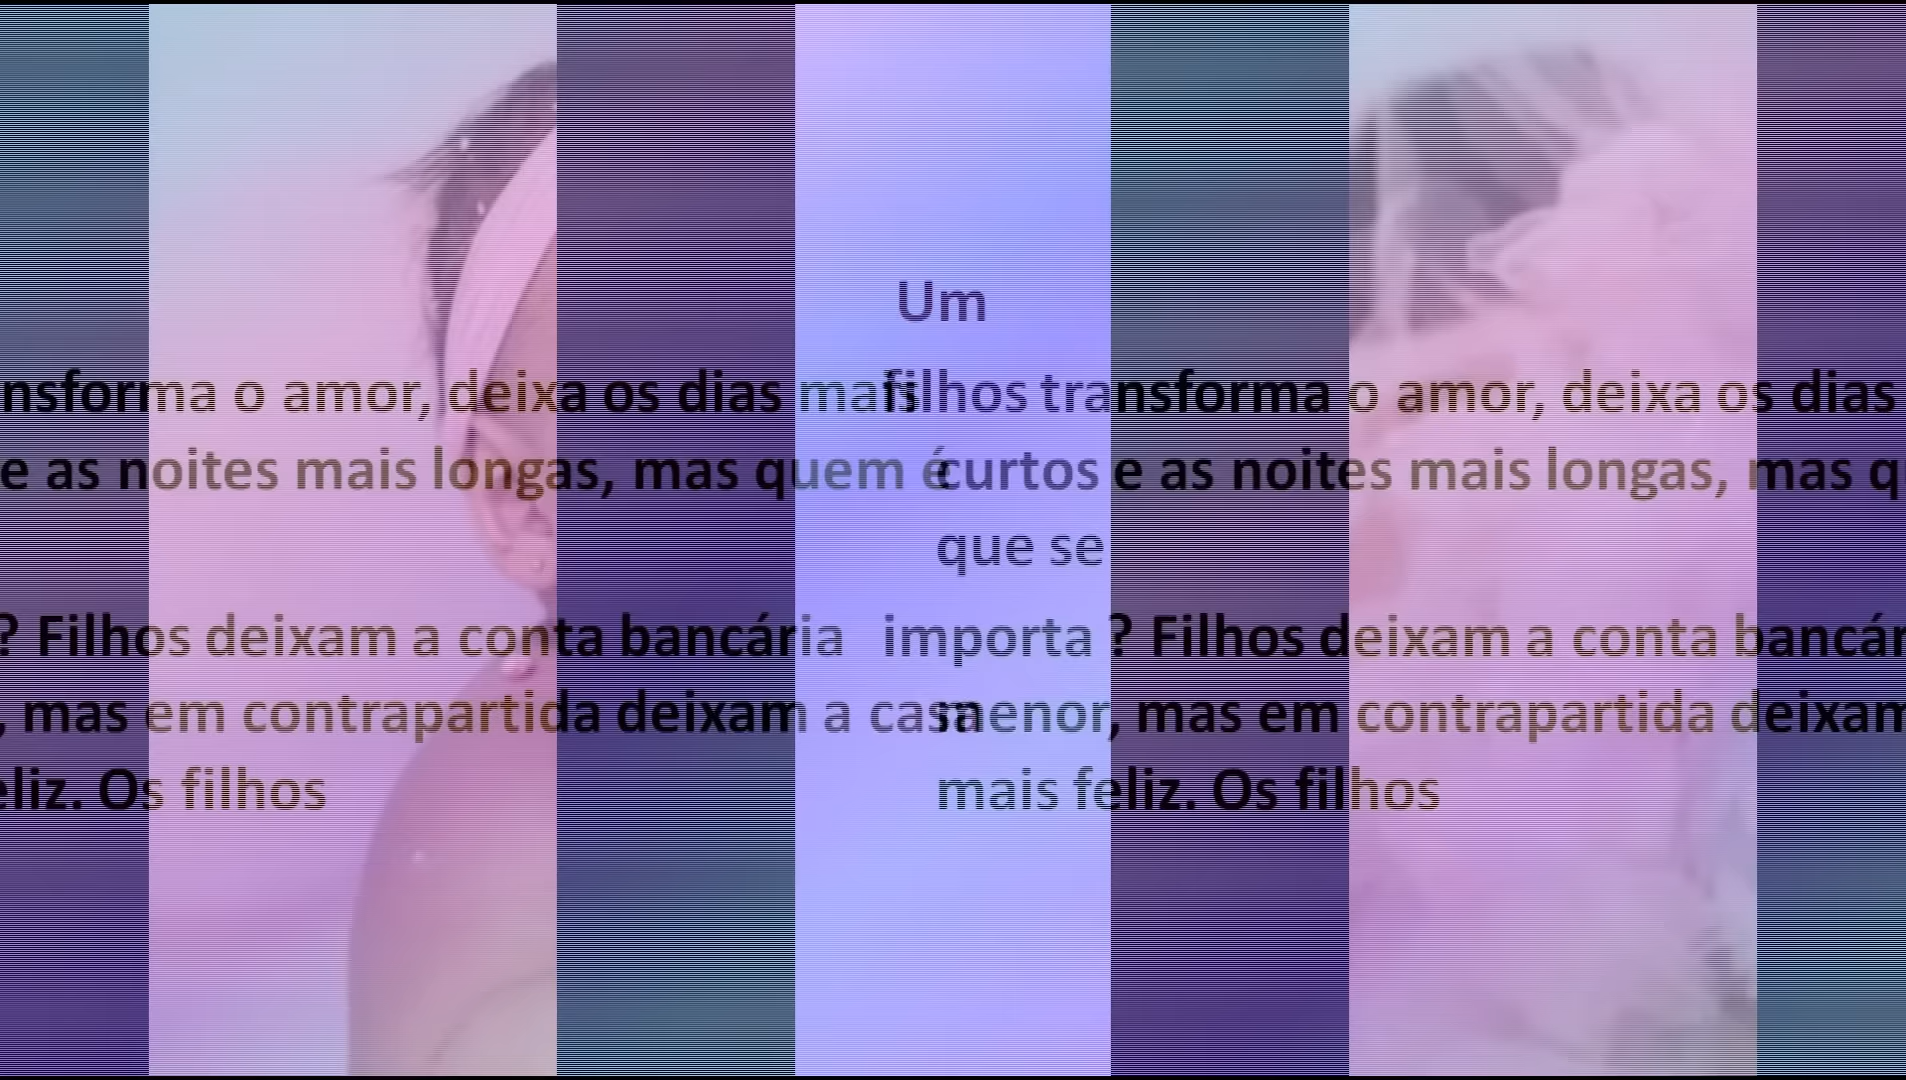 Um
nsforma o amor, deixa os dias mais filhos transforma o amor, deixa os dias
e as noites mais longas, mas quem é curtos e as noites mais longas, mas q
que se
? Filhos deixam a conta bancária importa ? Filhos deixam a conta bancár
, mas em contrapartida deixam a casa menor, mas em contrapartida deixam
eliz. Os filhos mais feliz. Os filhos